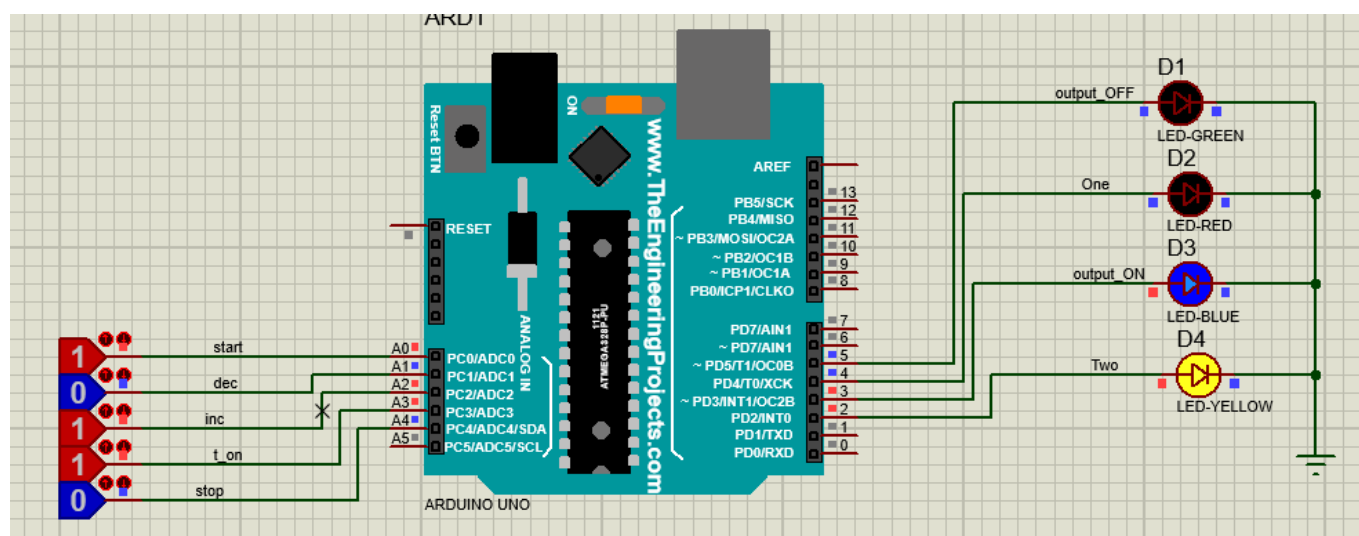 ARD1
Reset BTN
ON
www.TheEngineeringProjects.com
ANALOG IN
1121
ATMEGA328P-PU
RESET
AREF
PB5/SCK
PB4/MISO
~ PB3/MOSI/OC2A
~ PB2/OC1B
~ PB1/OC1A
PB0/ICP1/CLKO
PD7/AIN1
~ PD7/AIN1
~ PD5/T1/OC0B
PD4/T0/XCK
~ PD3/INT1/OC2B
PD2/INT0
PD1/TXD
PD0/RXD
13
12
11
10
9
8
7
6
5
4
3
2
1
0
PC0/ADC0
PC1/ADC1
PC2/ADC2
PC3/ADC3
PC4/ADC4/SDA
PC5/ADC5/SCL
A0
A1
A2
A3
A4
A5
ARDUINO UNO
1 start
0 dec
1 inc
1 t_on
0 stop
output_OFF
D1
LED-GREEN
One
D2
LED-RED
output_ON
D3
LED-BLUE
Two
D4
LED-YELLOW